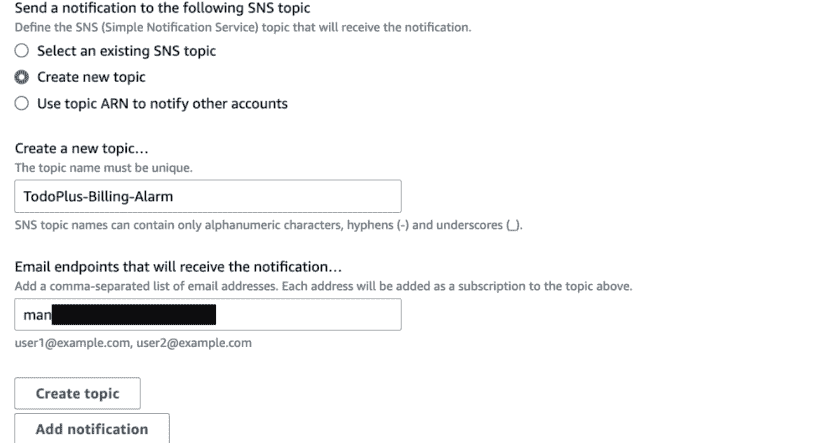 Send a notification to the following SNS topic
Define the SNS (Simple Notification Service) topic that will receive the notification.
Select an existing SNS topic
Create new topic
Use topic ARN to notify other accounts
Create a new topic...
The topic name must be unique.
TodoPlus-Billing-Alarm
SNS topic names can contain only alphanumeric characters, hyphens (-) and underscores (_).
Email endpoints that will receive the notification...
Add a comma-separated list of email addresses. Each address will be added as a subscription to the topic above.
man
user1@example.com, user2@example.com
Create topic
Add notification